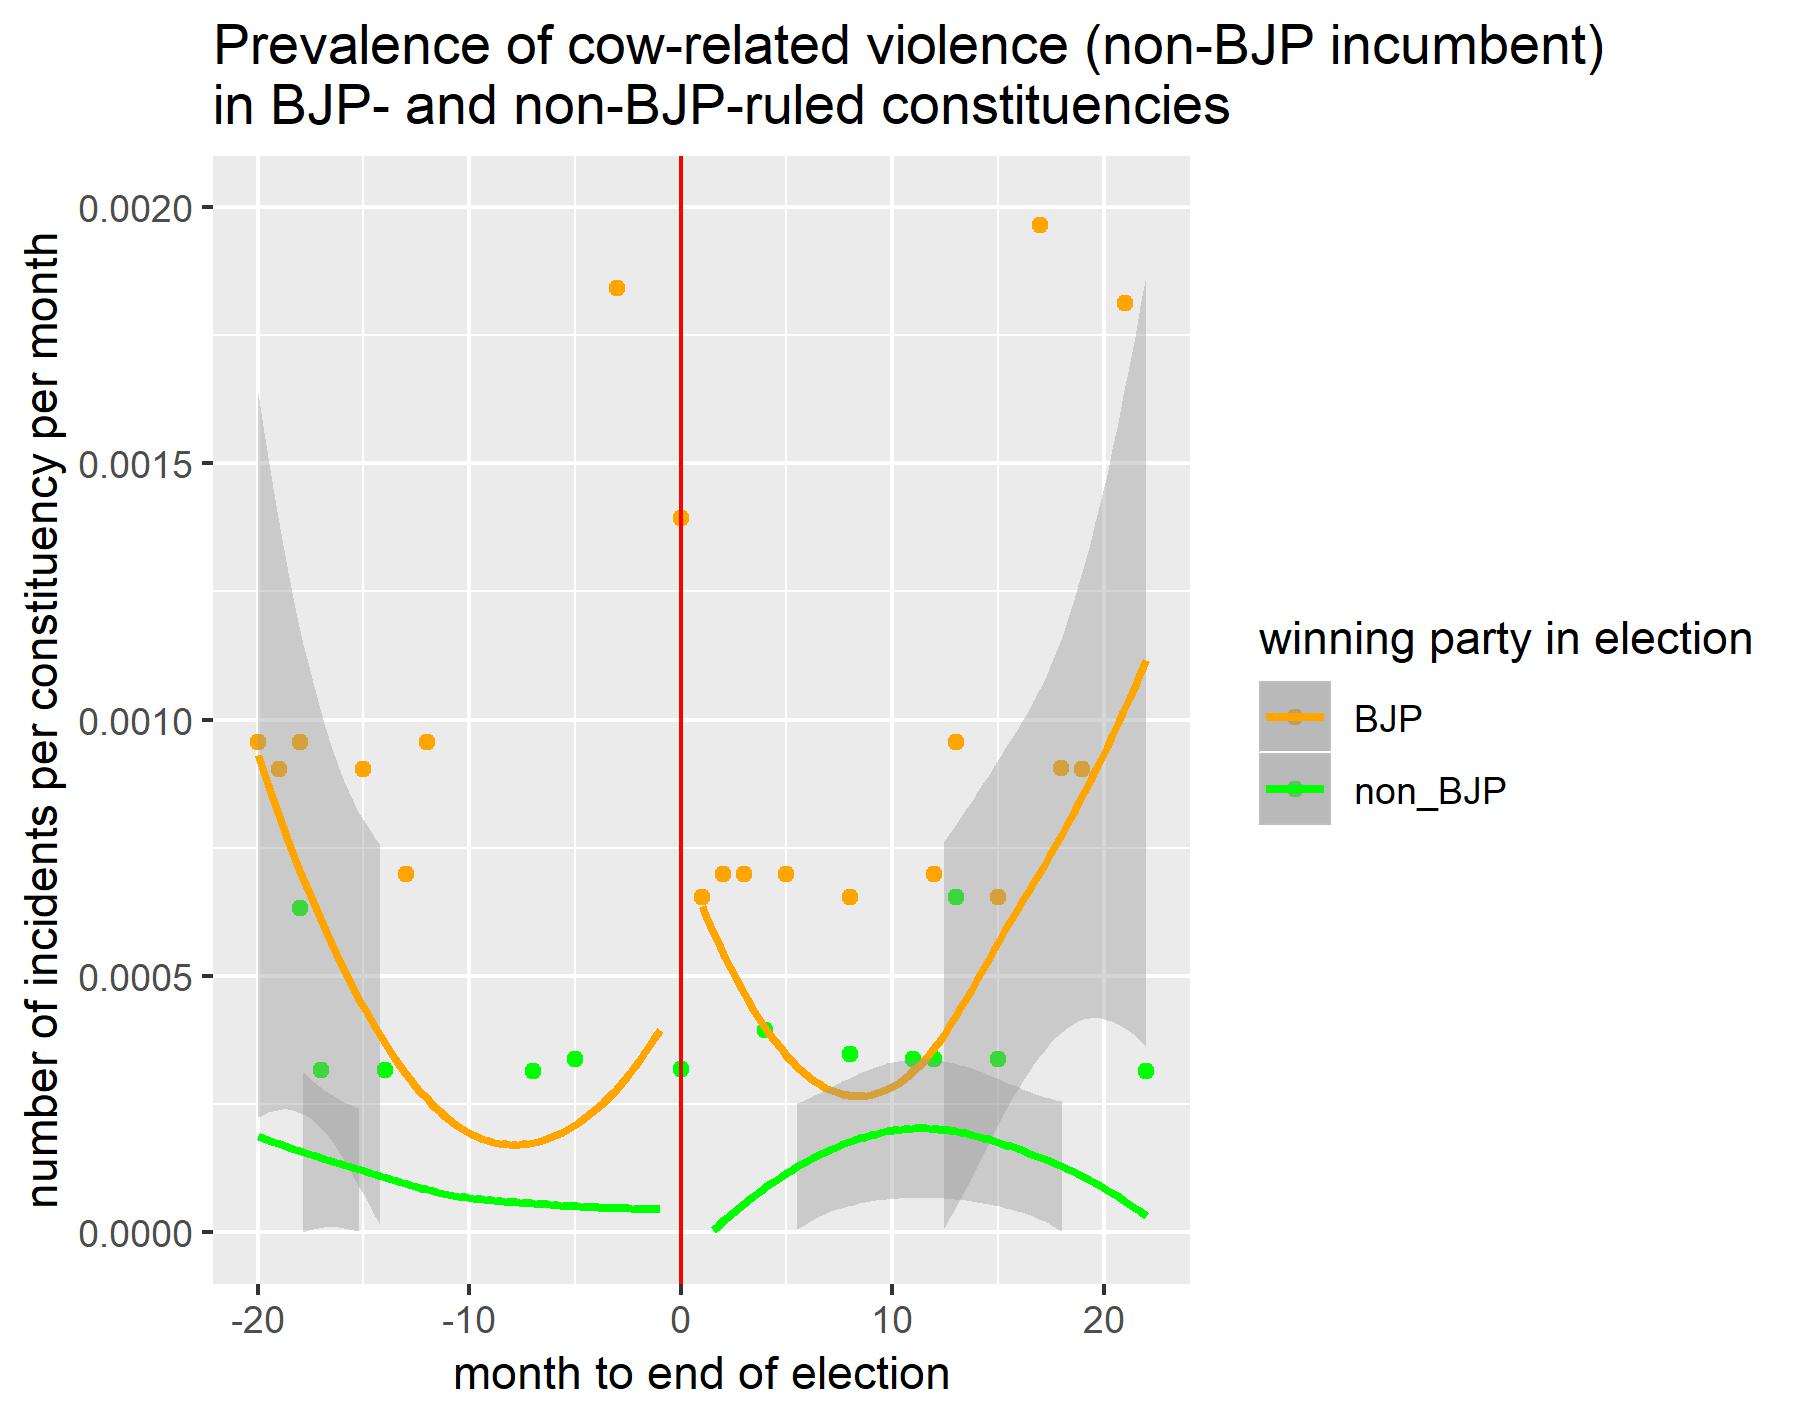 Prevalence of cow-related violence (non-BJP incumbent)
in BJP- and non-BJP-ruled constituencies
number of incidents per constituency per month
0.0020
0.0015
0.0010
0.0005
0.0000
-20
-10
0
10
20
month to end of election
winning party in election
BJP
non_BJP